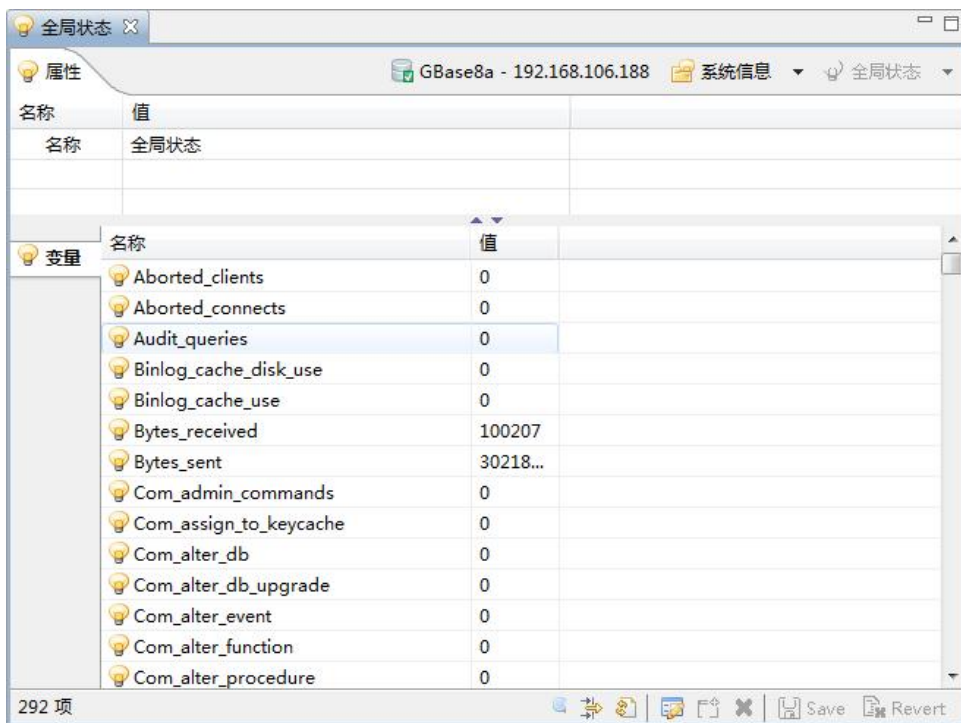 全局状态
属性 GBase8a - 192.168.106.188 系统信息 全局状态
名称 值
名称 全局状态
变量
名称 值
Aborted_clients 0
Aborted_connects 0
Audit_queries 0
Binlog_cache_disk_use 0
Binlog_cache_use 0
Bytes_received 100207
Bytes_sent 30218...
Com_admin_commands 0
Com_assign_to_keycache 0
Com_alter_db 0
Com_alter_db_upgrade 0
Com_alter_event 0
Com_alter_function 0
Com_alter_procedure 0
292 项 Save Revert